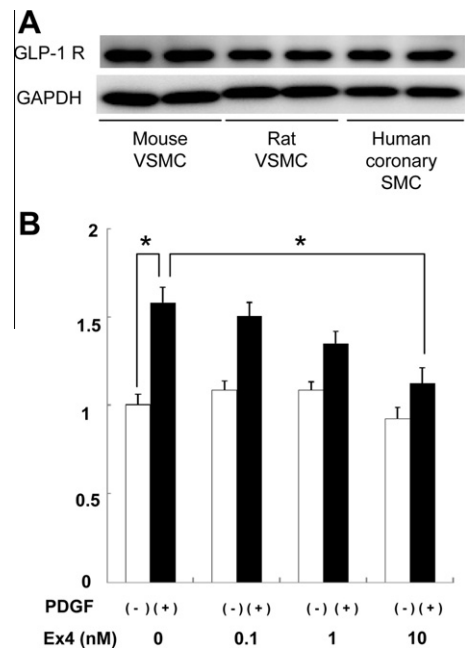 A
GLP-1 R
GAPDH
Mouse VSMC
Rat VSMC
Human coronary SMC
B
2
*
*
1.5
1
0.5
0
PDGF (-)(+) (-)(+) (-)(+) (-)(+)
Ex4 (nM) 0 0.1 1 10